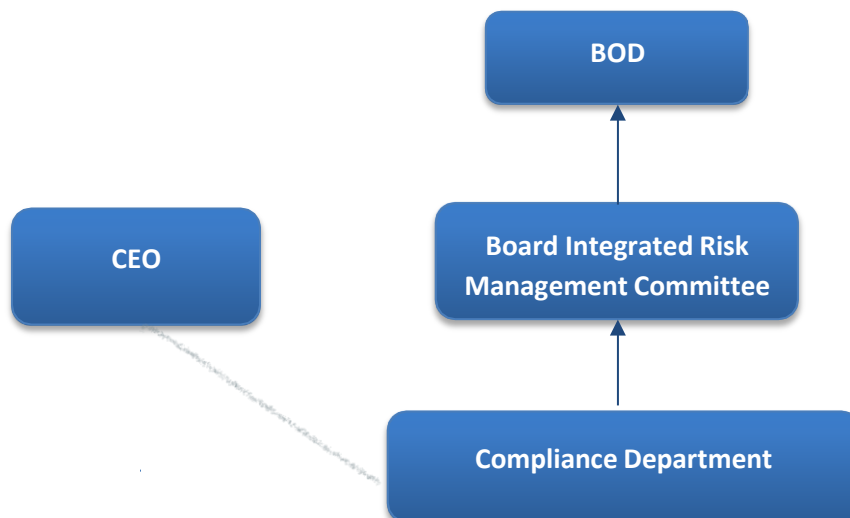 BOD
CEO
Board Integrated Risk
Management Committee
Compliance Department